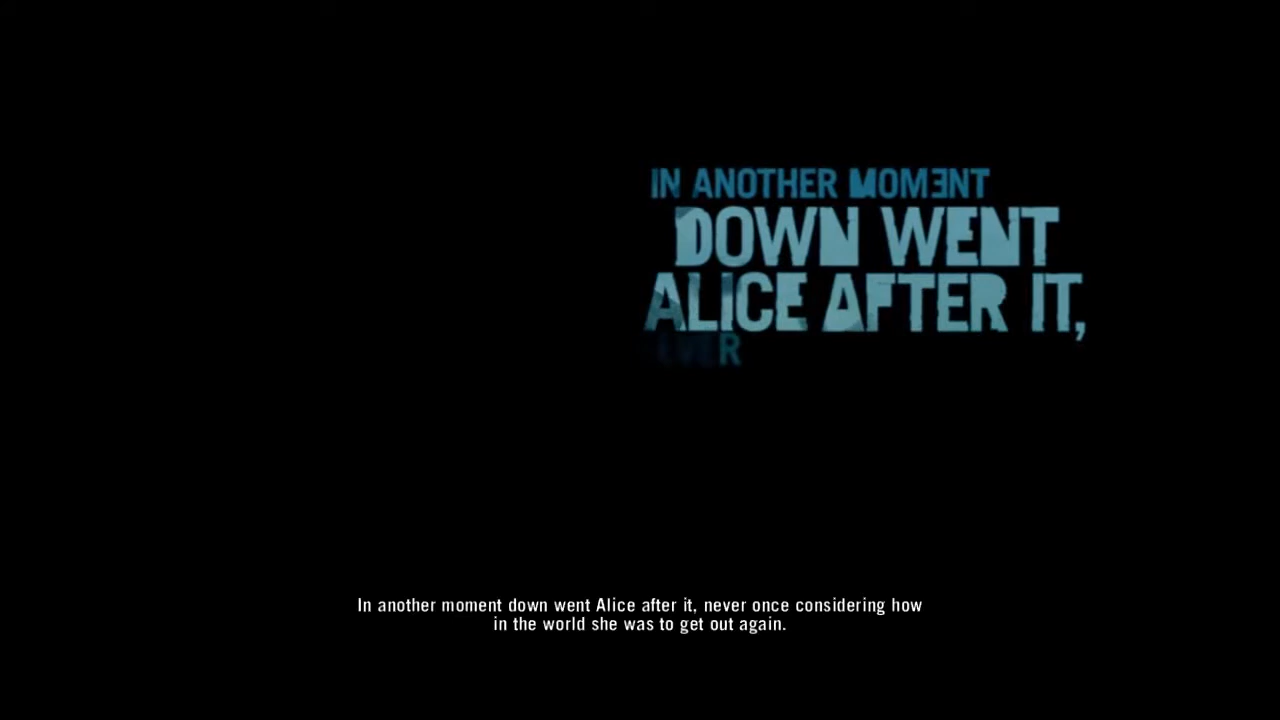 IN ANOTHER MOMENT
DOWN WENT
ALICE AFTER IT,
In another moment down went Alice after it, never once considering how
in the world she was to get out again.